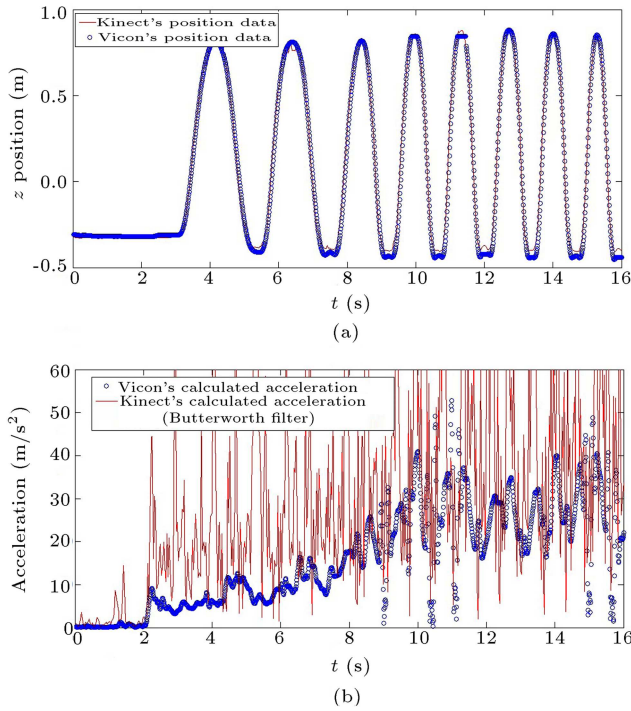 1.0
Kinect's position data
Vicon's position data
0.5
z position (m)
0.0
-0.5
0 2 4 6 8 10 12 14 16
t (s)
(a)
60
Vicon's calculated acceleration
Kinect's calculated acceleration
(Butterworth filter)
50
40
Acceleration (m/s²)
30
20
10
0
0 2 4 6 8 10 12 14 16
t (s)
(b)